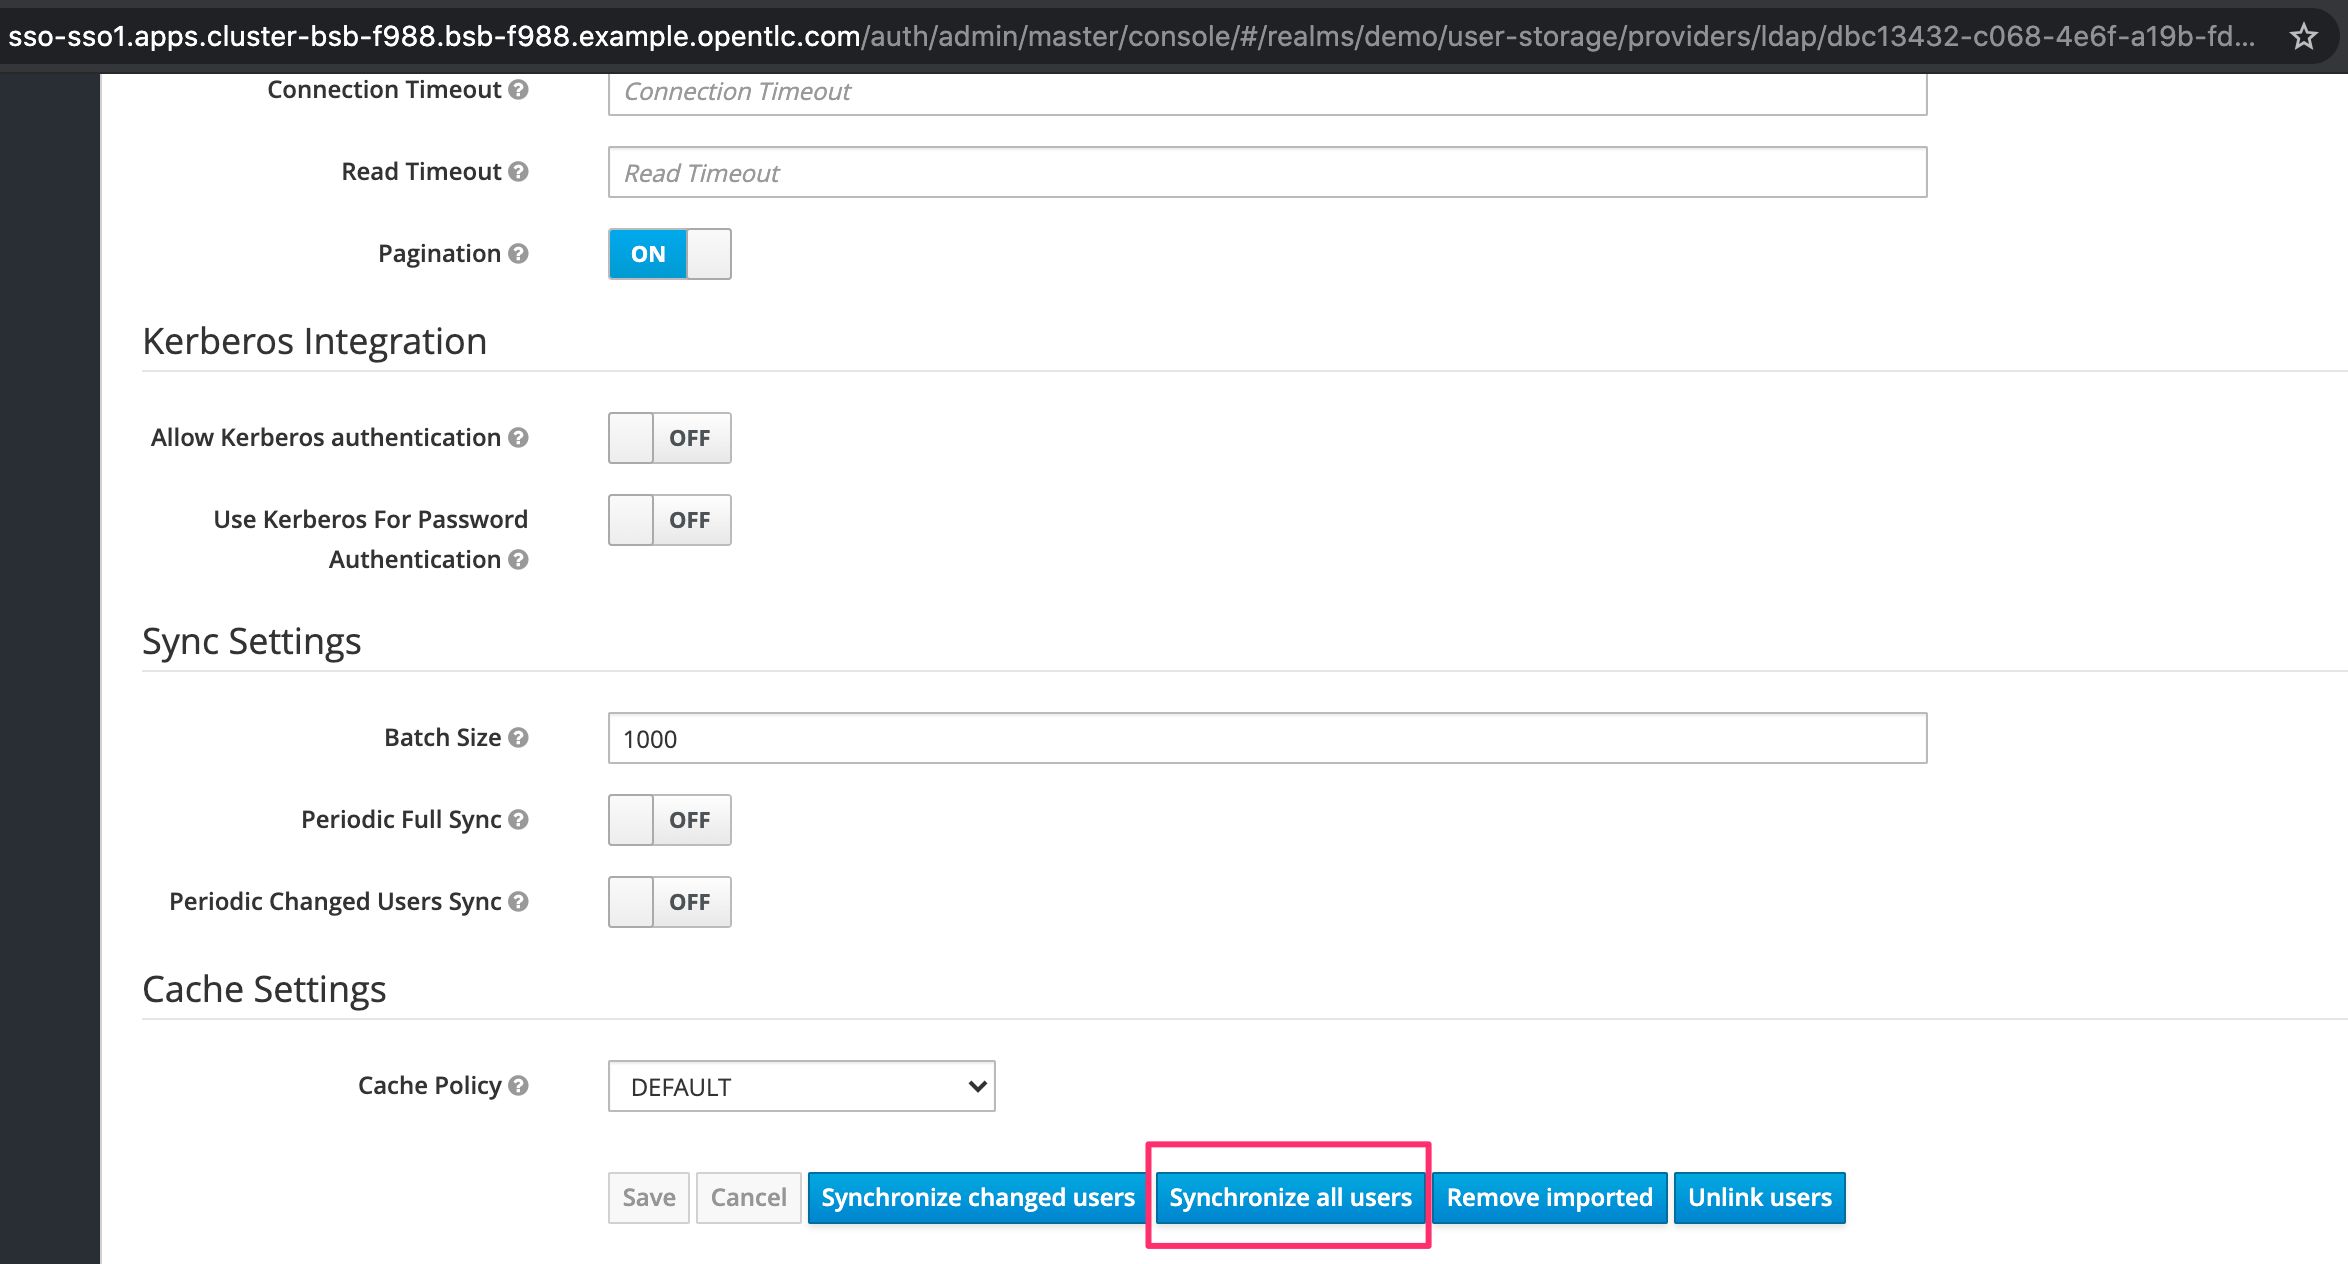 sso-sso1.apps.cluster-bsb-f988.bsb-f988.example.opentlc.com/auth/admin/master/console/#/realms/demo/user-storage/providers/ldap/dbc13432-c068-4e6f-a19b-fd...
Connection Timeout ? Connection Timeout
Read Timeout ? Read Timeout
Pagination ? ON
Kerberos Integration
Allow Kerberos authentication ? OFF
Use Kerberos For Password
Authentication ? OFF
Sync Settings
Batch Size ? 1000
Periodic Full Sync ? OFF
Periodic Changed Users Sync ? OFF
Cache Settings
Cache Policy ? DEFAULT
Save Cancel Synchronize changed users Synchronize all users Remove imported Unlink users